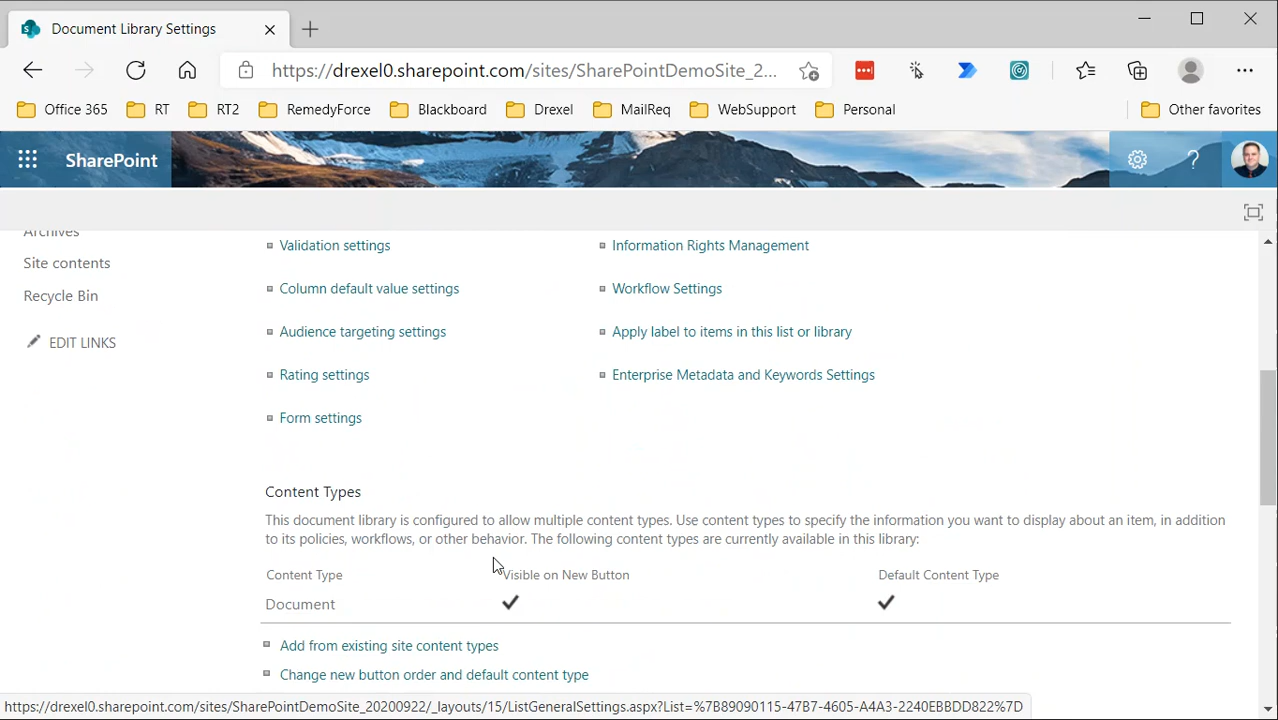 Document Library Settings
https://drexel0.sharepoint.com/sites/SharePointDemoSite_2...
Office 365 RT RT2 RemedyForce Blackboard Drexel MailReq WebSupport Personal Other favorites
SharePoint
Archives
Site contents
Recycle Bin
EDIT LINKS
Validation settings Information Rights Management
Column default value settings Workflow Settings
Audience targeting settings Apply label to items in this list or library
Rating settings Enterprise Metadata and Keywords Settings
Form settings
Content Types
This document library is configured to allow multiple content types. Use content types to specify the information you want to display about an item, in addition
to its policies, workflows, or other behavior. The following content types are currently available in this library:
Content Type Visible on New Button Default Content Type
Document
Add from existing site content types
Change new button order and default content type
https://drexel0.sharepoint.com/sites/SharePointDemoSite_20200922/_layouts/15/ListGeneralSettings.aspx?List=%7B89090115-47B7-4605-A4A3-2240EBBDD822%7D